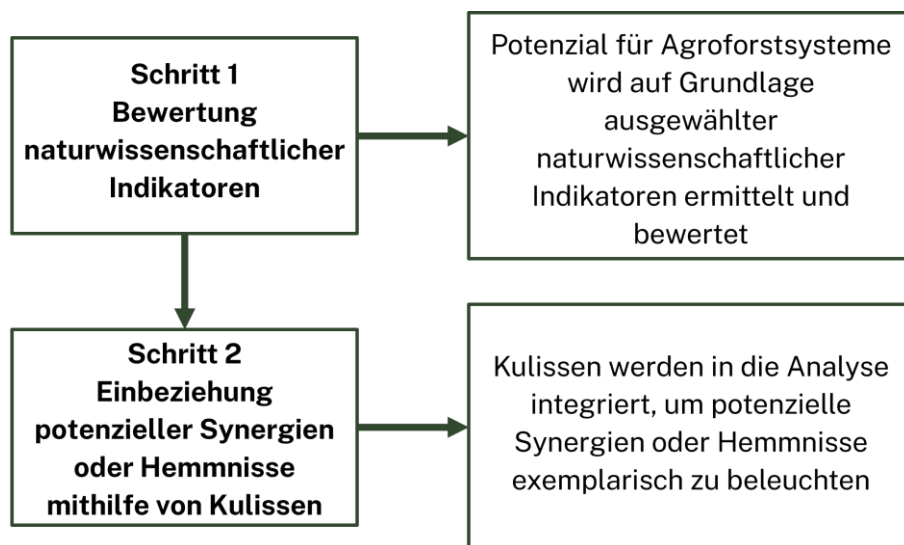 Schritt 1
Bewertung
naturwissenschaftlicher
Indikatoren
Potenzial für Agroforstsysteme
wird auf Grundlage
ausgewählter
naturwissenschaftlicher
Indikatoren ermittelt und
bewertet
Schritt 2
Einbeziehung
potenzieller Synergien
oder Hemmnisse
mithilfe von Kulissen
Kulissen werden in die Analyse
integriert, um potenzielle
Synergien oder Hemmnisse
exemplarisch zu beleuchten